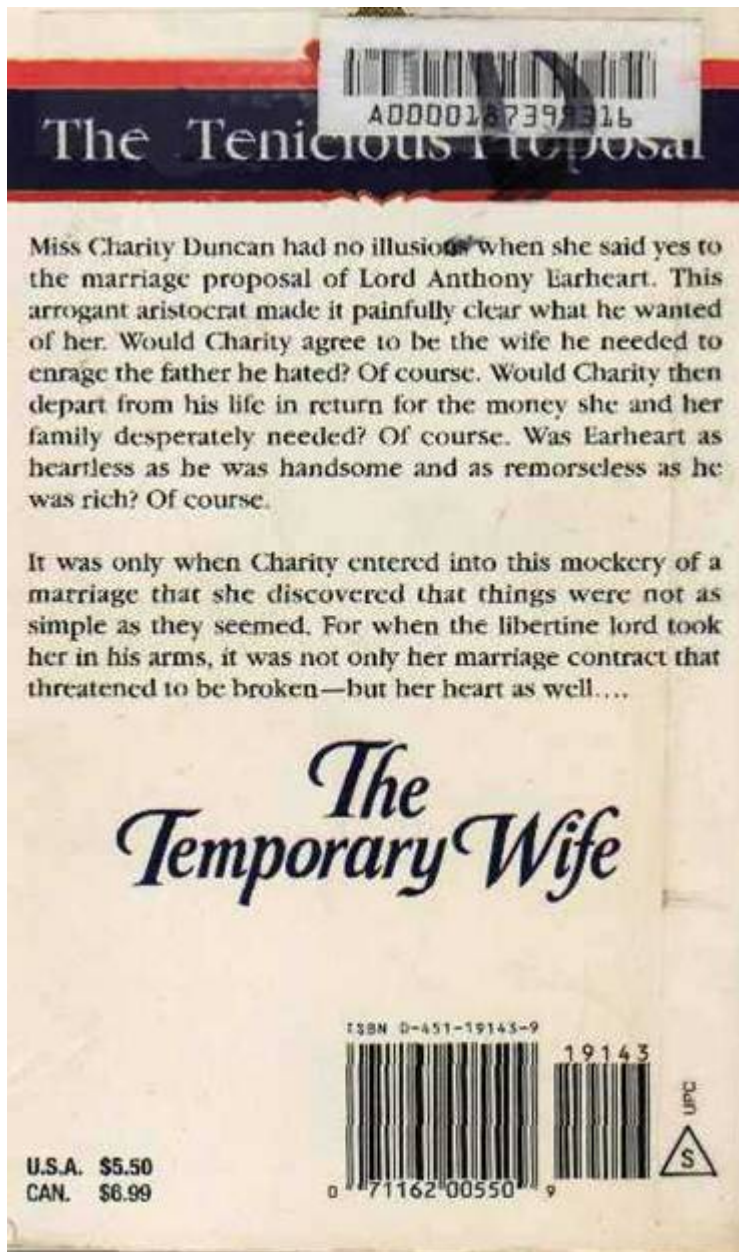 A0000187399316
The Tenicious Proposal
Miss Charity Duncan had no illusions when she said yes to
the marriage proposal of Lord Anthony Earheart. This
arrogant aristocrat made it painfully clear what he wanted
of her. Would Charity agree to be the wife he needed to
enrage the father he hated? Of course. Would Charity then
depart from his life in return for the money she and her
family desperately needed? Of course. Was Earheart as
heartless as he was handsome and as remorseless as he
was rich? Of course.
It was only when Charity entered into this mockery of a
marriage that she discovered that things were not as
simple as they seemed. For when the libertine lord took
her in his arms, it was not only her marriage contract that
threatened to be broken—but her heart as well....
The
Temporary Wife
ISBN 0-451-19143-9
19143
UPC
S
U.S.A. $5.50
CAN. $6.99
0 71162 00550 9